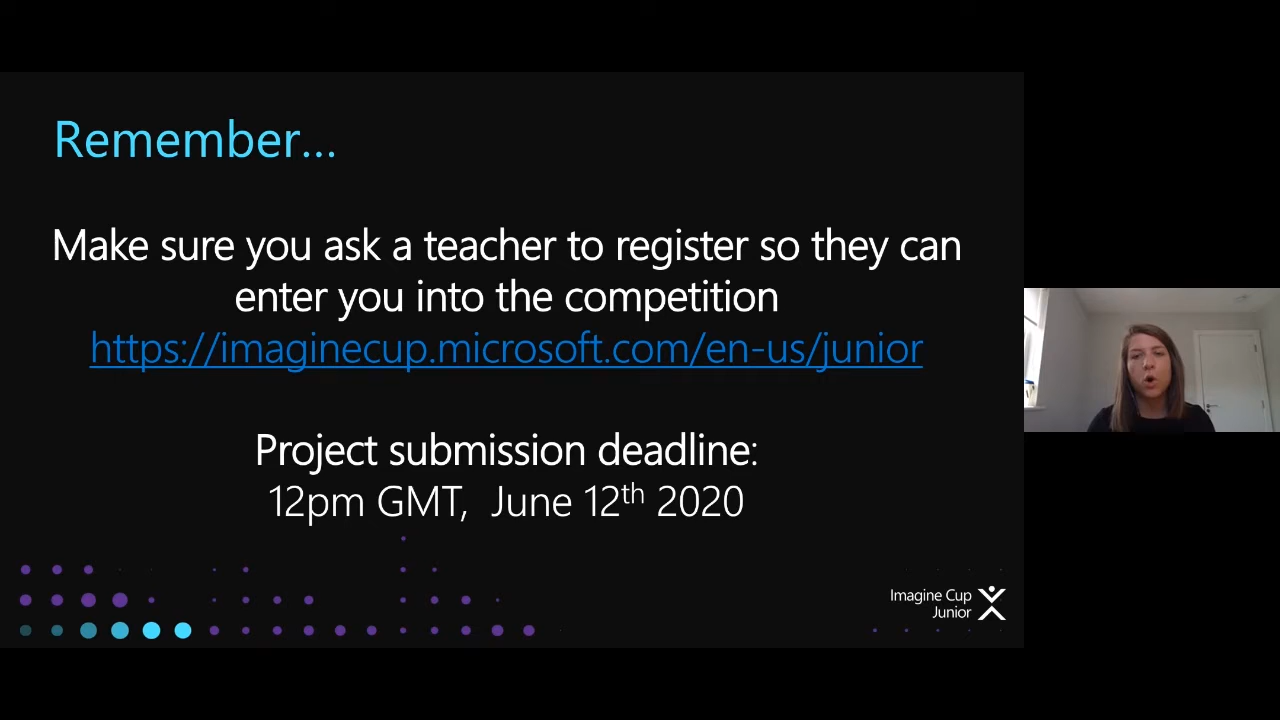 Remember...
Make sure you ask a teacher to register so they can
enter you into the competition
https://imaginecup.microsoft.com/en-us/junior
Project submission deadline:
12pm GMT,  June 12th 2020
Imagine Cup
Junior